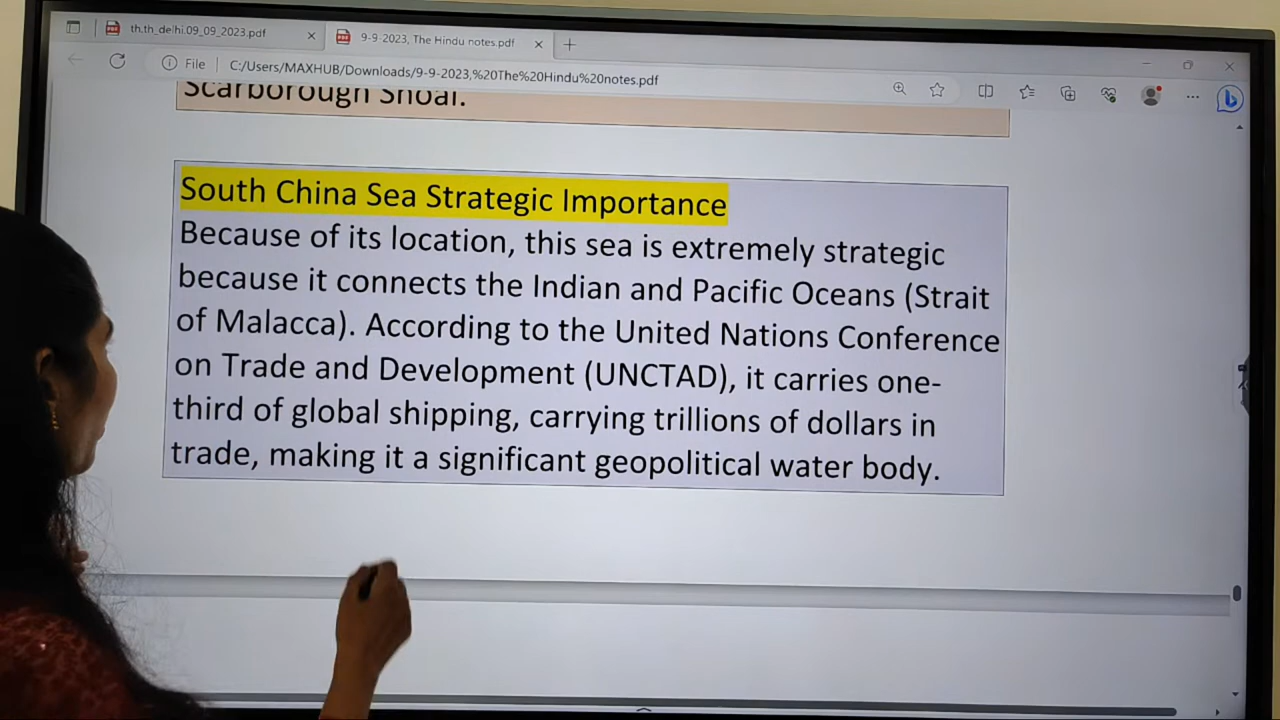 th.th_delhi.09_09_2023.pdf
9-9-2023, The Hindu notes.pdf
File
C:/Users/MAXHUB/Downloads/9-9-2023,%20The%20Hindu%20notes.pdf
Scarborough Shoal.
South China Sea Strategic Importance
Because of its location, this sea is extremely strategic
because it connects the Indian and Pacific Oceans (Strait
of Malacca). According to the United Nations Conference
on Trade and Development (UNCTAD), it carries one-
third of global shipping, carrying trillions of dollars in
trade, making it a significant geopolitical water body.